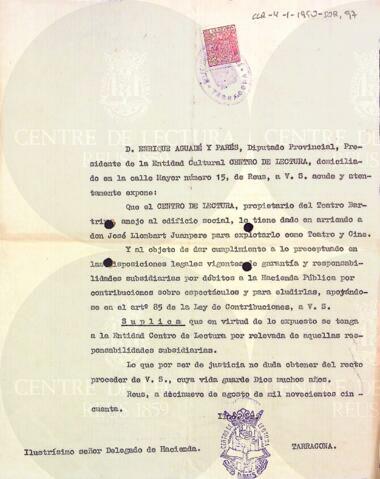 CCR-4-1-1950-DOR, 97
TARRAGONA
D. ENRIQUE AGUADÉ Y PARÉS, Diputado Provincial, Pre-
sidente de la Entidad Cultural CENTRO DE LECTURA, domicilia-
do en la calle Mayor número 15, de Reus, a V. S. acude y aten-
tamente expone:
Que el CENTRO DE LECTURA, propietario del Teatro Bar-
trina, anejo al edificio social, lo tiene dado en arriendo a
don José Llombart Juanpere para explotarlo como Teatro y Cine.
Y al objeto de dar cumplimiento a lo preceptuado en
las disposiciones legales vigentes de garantía y responsabi-
lidades subsidiarias por débitos a la Hacienda Pública por
contribuciones sobre espectáculos y para eludirlas, apoyándo-
se en el artº 85 de la Ley de Contribuciones, a V. S.
Suplica que en virtud de lo expuesto se tenga
a la Entidad Centro de Lectura por relevada de aquellas res-
ponsabilidades subsidiarias.
Lo que por ser de justicia no duda obtener del recto
proceder de V. S., cuya vida guarde Dios muchos años.
Reus, a décinueve de agosto de mil novecientos cin-
cuenta.
CENTRO DE LECTURA
REUS
Ilustrísimo señor Delegado de Hacienda. TARRAGONA.
CENTRE DE LECTURA
REUS 1859